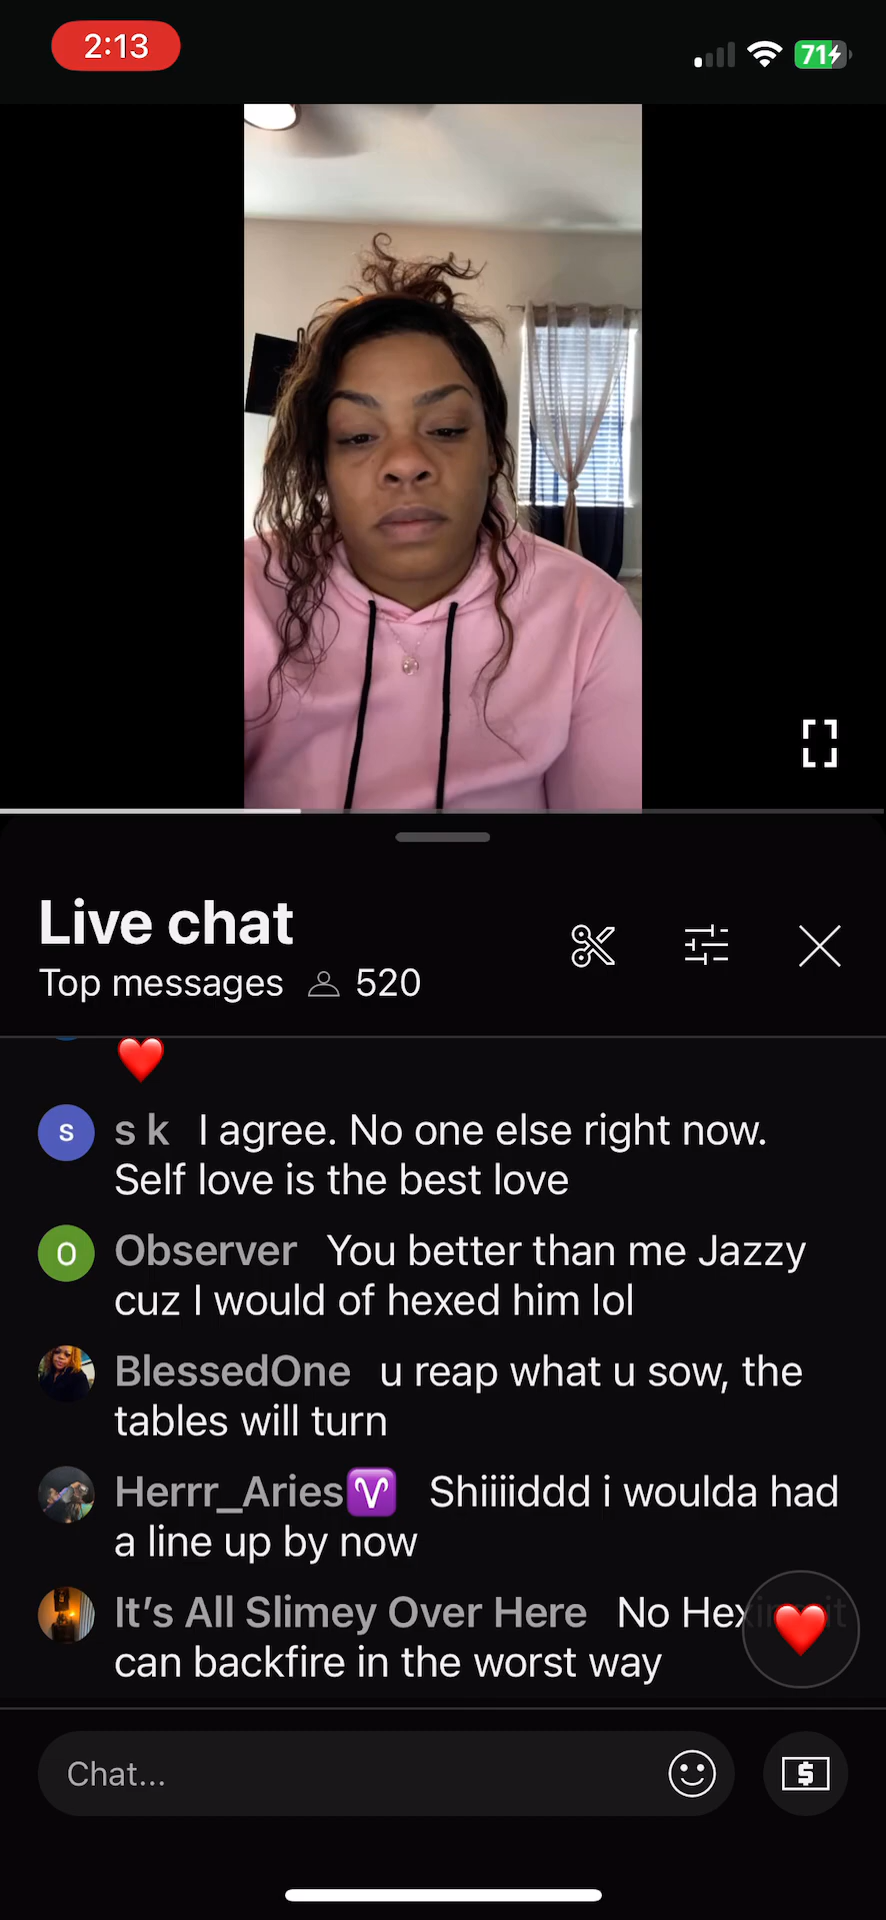 2:13
71
Live chat
Top messages 520
❤️
s s k I agree. No one else right now.
Self love is the best love
O Observer You better than me Jazzy
cuz I would of hexed him lol
BlessedOne u reap what u sow, the
tables will turn
Herrr_Aries♈ Shiiiiddd i woulda had
a line up by now
It's All Slimey Over Here No Hexing it
can backfire in the worst way
Chat...
$